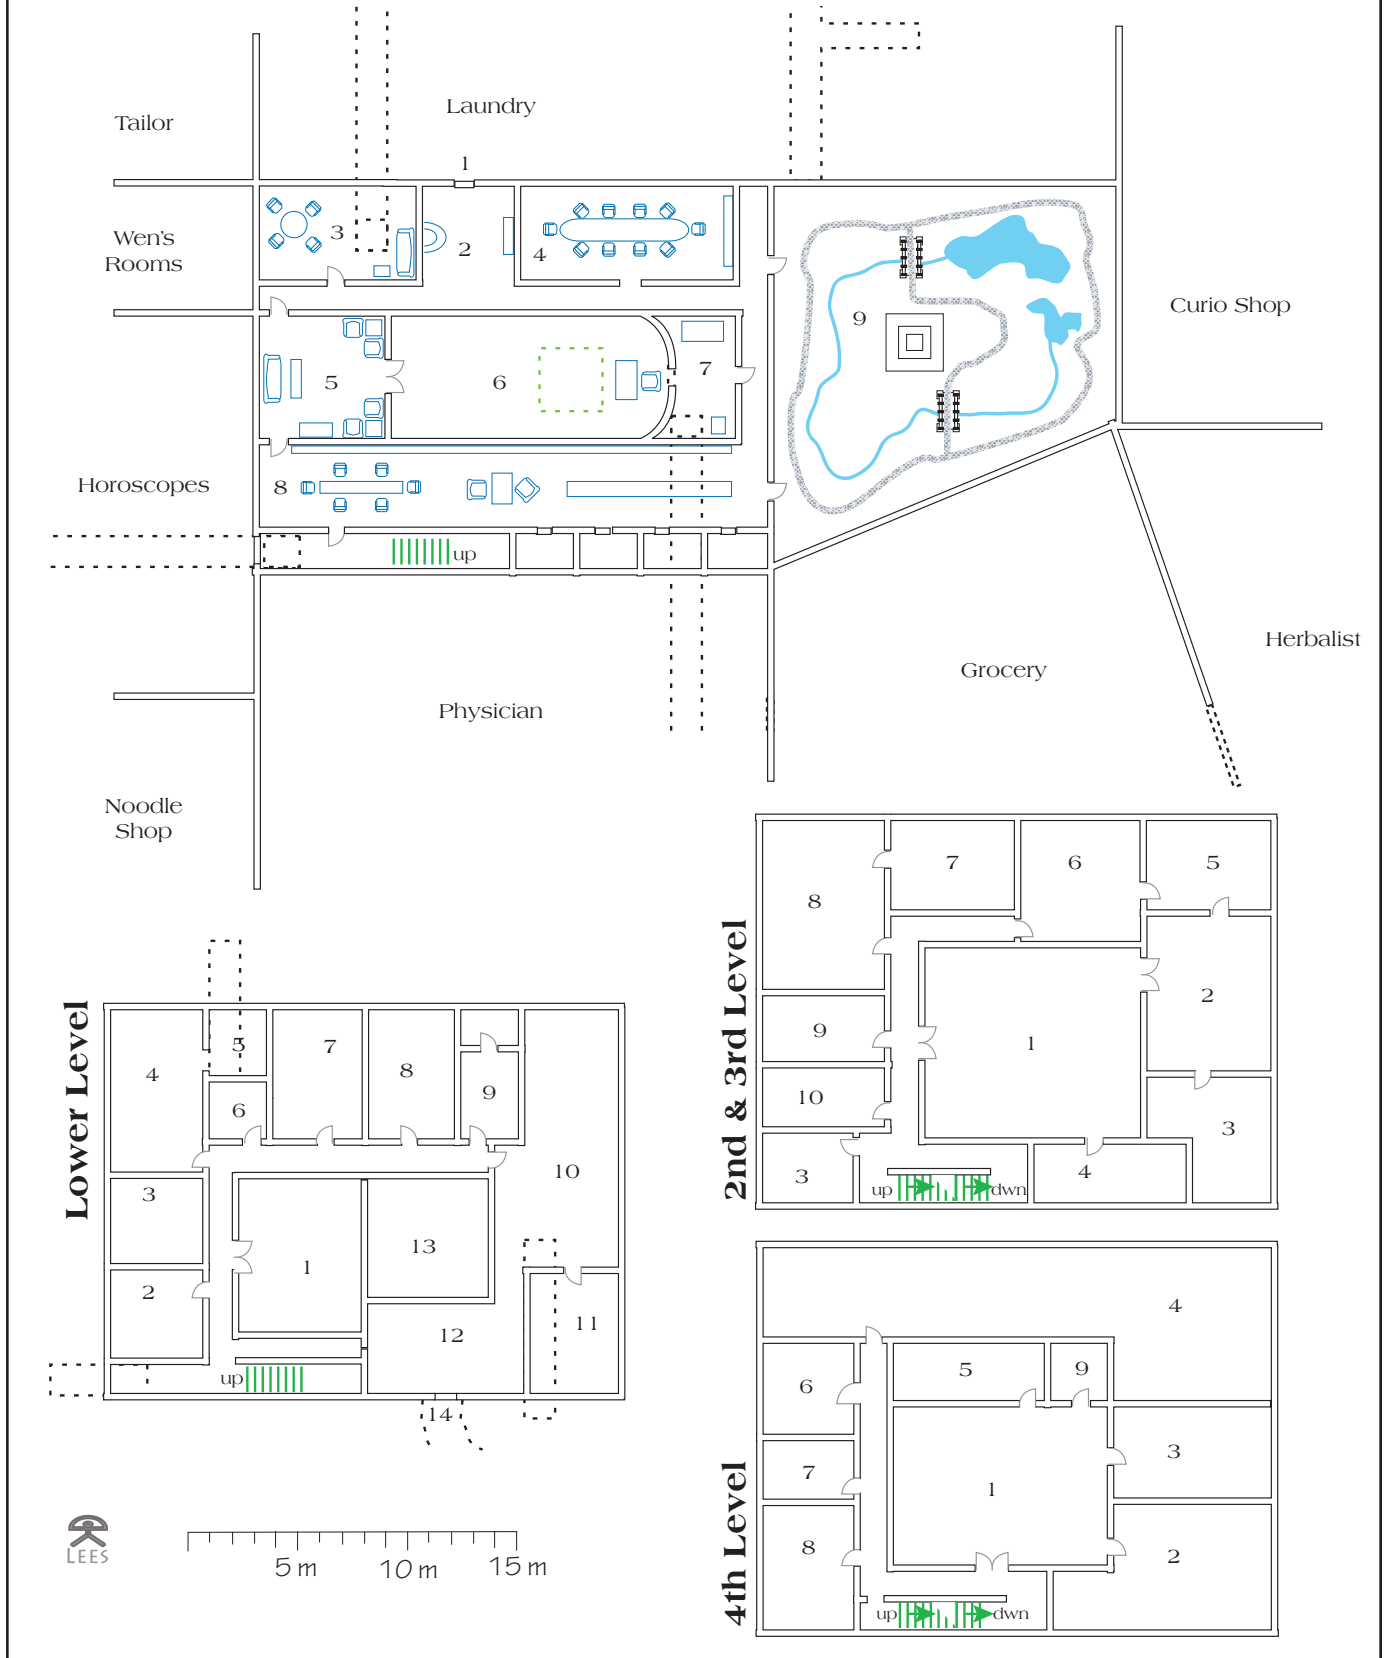 Laundry
Tailor
1
Wen's
Rooms
3
2
4
Curio Shop
9
5
6
7
Horoscopes
8
up
Herbalist
Grocery
Physician
Noodle
Shop
Lower Level
4
5
6
7
8
9
3
10
13
1
2
12
11
up
14
2nd & 3rd Level
7
6
5
8
2
9
1
10
3
3
4
up
dwn
4th Level
4
5
9
6
3
7
1
8
2
up
dwn
LEES
5 m
10 m
15 m